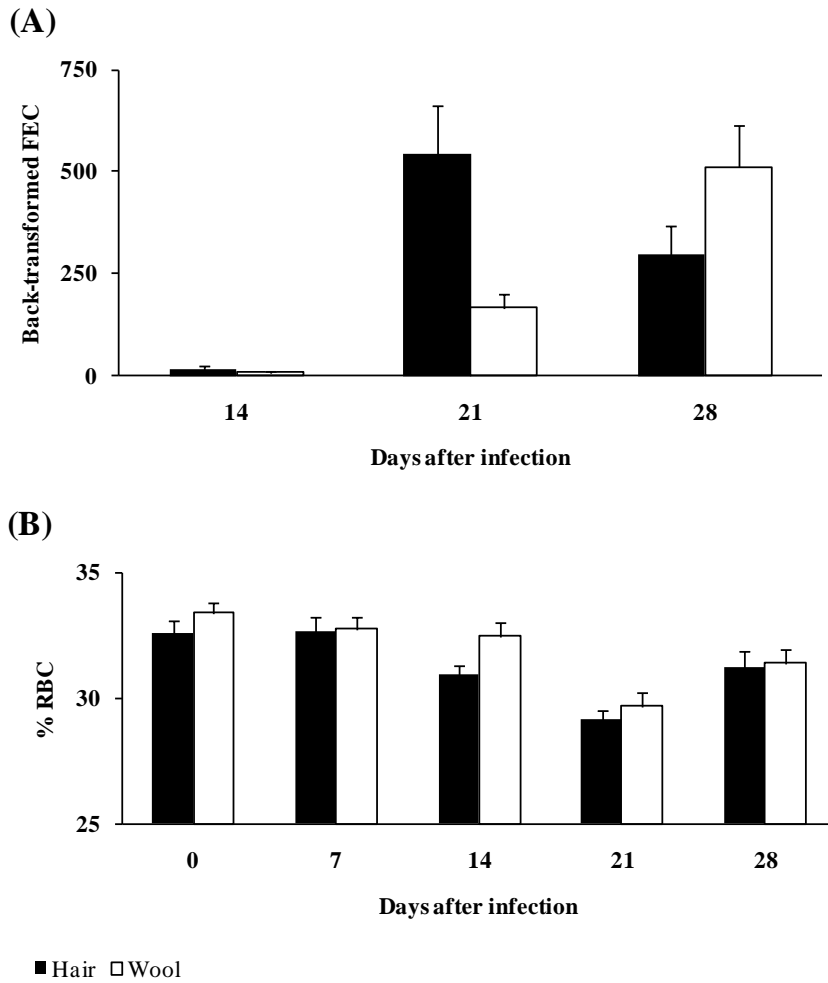 (A)
Back-transformed FEC
750
500
250
0
14 21 28
Days after infection
(B)
% RBC
35
30
25
0 7 14 21 28
Days after infection
Hair Wool